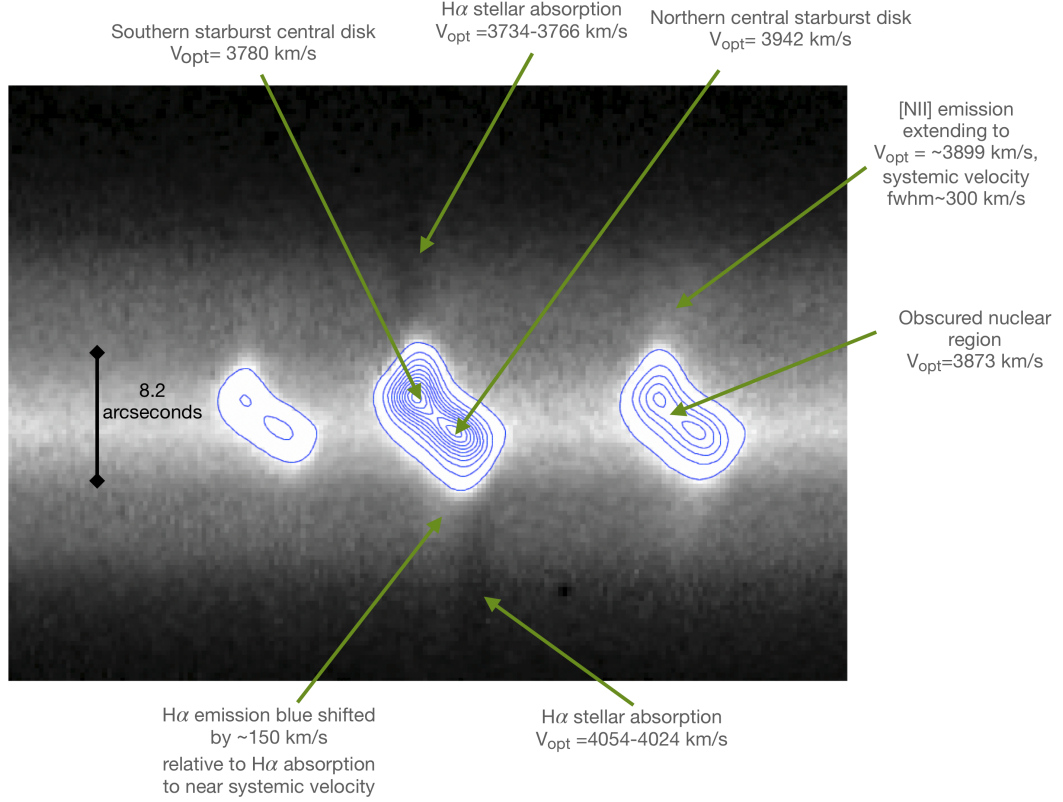 Southern starburst central disk
Vopt= 3780 km/s
Hα stellar absorption
Vopt =3734-3766 km/s
Northern central starburst disk
Vopt= 3942 km/s
[NII] emission
extending to
Vopt = ~3899 km/s,
systemic velocity
fwhm~300 km/s
Obscured nuclear
region
Vopt=3873 km/s
8.2
arcseconds
Hα emission blue shifted
by ~150 km/s
relative to Hα absorption
to near systemic velocity
Hα stellar absorption
Vopt =4054-4024 km/s